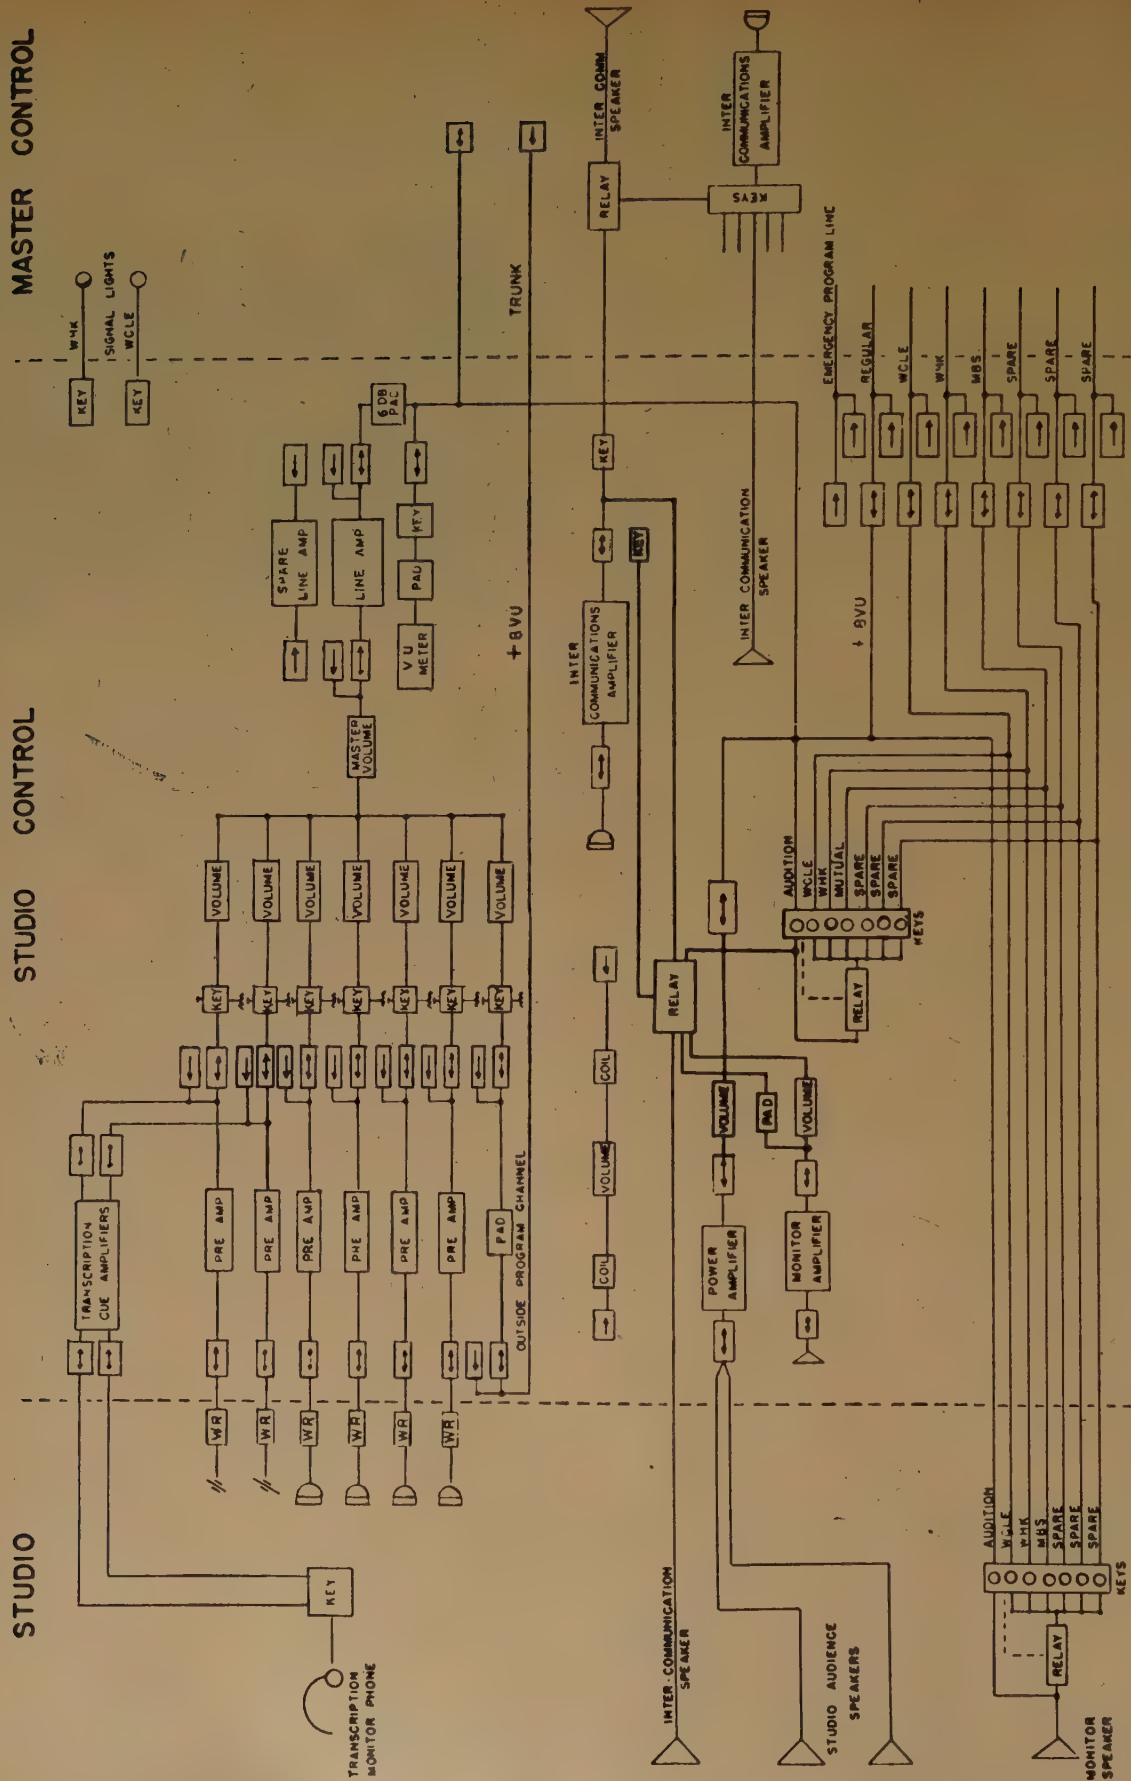 STUDIO
STUDIO CONTROL
MASTER CONTROL
TRANSCRIPTION
MONITOR PHONE
KEY
TRANSCRIPTION
CUE AMPLIFIERS
WR
PRE AMP
KEY
VOLUME
WR
PRE AMP
KEY
VOLUME
WR
PRE AMP
KEY
VOLUME
WR
PRE AMP
KEY
VOLUME
WR
PRE AMP
KEY
VOLUME
WR
PRE AMP
KEY
VOLUME
PAD
KEY
VOLUME
OUTSIDE PROGRAM CHANNEL
MASTER
VOLUME
SPARE
LINE AMP
LINE AMP
6 DB
PAD
V U
METER
PAD
KEY
+8VU
TRUNK
KEY
WHK
SIGNAL LIGHTS
KEY
WCLE
COIL
VOLUME
COIL
INTER
COMMUNICATIONS
AMPLIFIER
KEY
KEY
RELAY
INTER COMM
SPEAKER
INTER
COMMUNICATIONS
AMPLIFIER
KEYS
INTER COMMUNICATION
SPEAKER
INTER-COMMUNICATION
SPEAKER
RELAY
STUDIO AUDIENCE
SPEAKERS
POWER
AMPLIFIER
VOLUME
PAD
MONITOR
AMPLIFIER
VOLUME
RELAY
AUDITION
WCLE
WHK
MUTUAL
SPARE
SPARE
SPARE
KEYS
+ 8VU
EMERGENCY PROGRAM LINE
REGULAR
WCLE
WHK
MBS
SPARE
SPARE
SPARE
MONITOR
SPEAKER
RELAY
AUDITION
WCLE
WHK
MBS
SPARE
SPARE
SPARE
KEYS